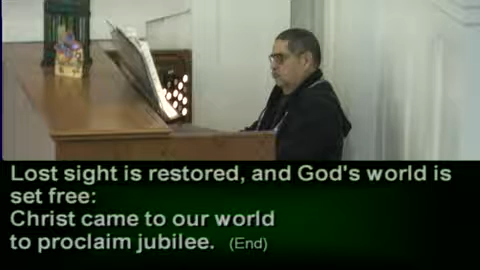 Lost sight is restored, and God's world is
set free:
Christ came to our world
to proclaim jubilee. (End)